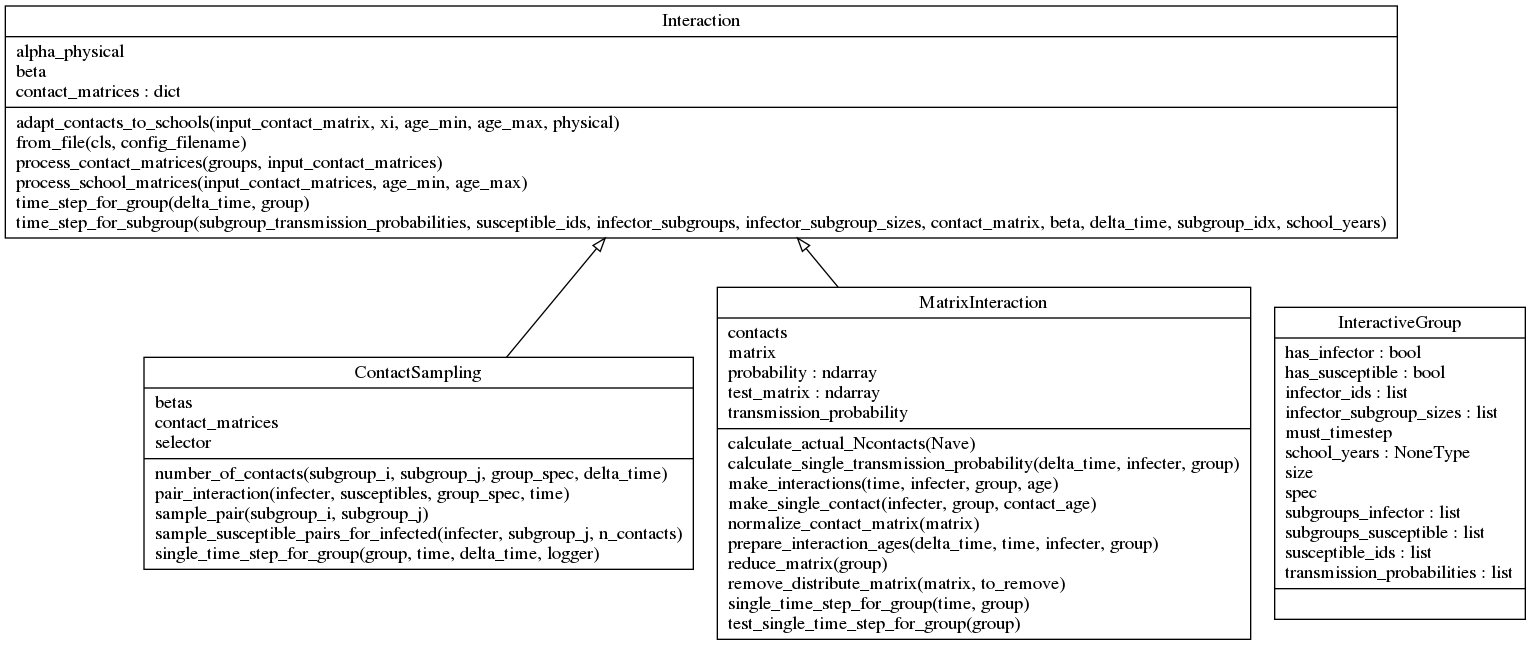 Interaction
alpha_physical
beta
contact_matrices : dict
adapt_contacts_to_schools(input_contact_matrix, xi, age_min, age_max, physical)
from_file(cls, config_filename)
process_contact_matrices(groups, input_contact_matrices)
process_school_matrices(input_contact_matrices, age_min, age_max)
time_step_for_group(delta_time, group)
time_step_for_subgroup(subgroup_transmission_probabilities, susceptible_ids, infector_subgroups, infector_subgroup_sizes, contact_matrix, beta, delta_time, subgroup_idx, school_years)
ContactSampling
betas
contact_matrices
selector
number_of_contacts(subgroup_i, subgroup_j, group_spec, delta_time)
pair_interaction(infecter, susceptibles, group_spec, time)
sample_pair(subgroup_i, subgroup_j)
sample_susceptible_pairs_for_infected(infecter, subgroup_j, n_contacts)
single_time_step_for_group(group, time, delta_time, logger)
MatrixInteraction
contacts
matrix
probability : ndarray
test_matrix : ndarray
transmission_probability
calculate_actual_Ncontacts(Nave)
calculate_single_transmission_probability(delta_time, infecter, group)
make_interactions(time, infecter, group, age)
make_single_contact(infecter, group, contact_age)
normalize_contact_matrix(matrix)
prepare_interaction_ages(delta_time, time, infecter, group)
reduce_matrix(group)
remove_distribute_matrix(matrix, to_remove)
single_time_step_for_group(time, group)
test_single_time_step_for_group(group)
InteractiveGroup
has_infector : bool
has_susceptible : bool
infector_ids : list
infector_subgroup_sizes : list
must_timestep
school_years : NoneType
size
spec
subgroups_infector : list
subgroups_susceptible : list
susceptible_ids : list
transmission_probabilities : list